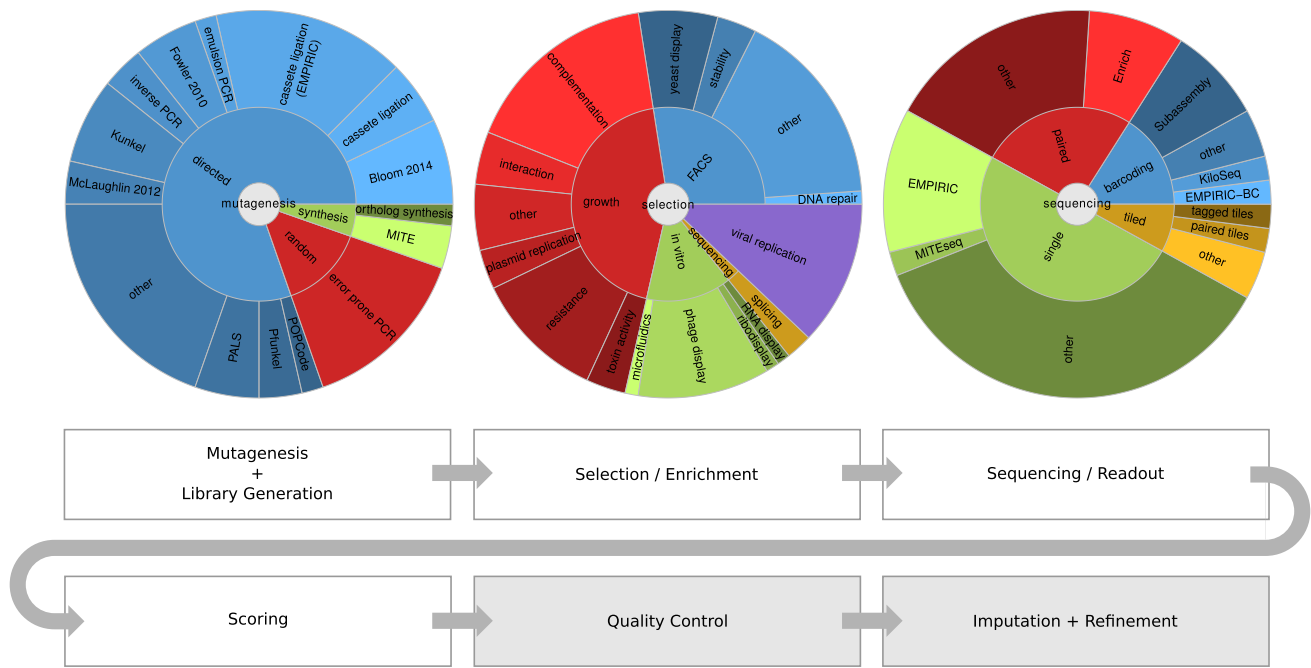 mutagenesis
directed
random
synthesis
cassete ligation
(EMPIRIC)
cassete ligation
Bloom 2014
ortholog synthesis
MITE
error prone PCR
POPCode
Pfunkel
PALS
other
McLaughlin 2012
Kunkel
inverse PCR
Fowler 2010
emulsion PCR
selection
FACS
growth
in vitro
sequencing
yeast display
stability
other
DNA repair
viral replication
splicing
RNA display
ribodisplay
phage display
microfluidics
toxin activity
resistance
plasmid replication
other
interaction
complementation
sequencing
paired
barcoding
tiled
single
other
Enrich
Subassembly
other
KiloSeq
EMPIRIC−BC
tagged tiles
paired tiles
other
other
MITEseq
EMPIRIC
Mutagenesis
+
Library Generation
Selection / Enrichment
Sequencing / Readout
Scoring
Quality Control
Imputation + Refinement